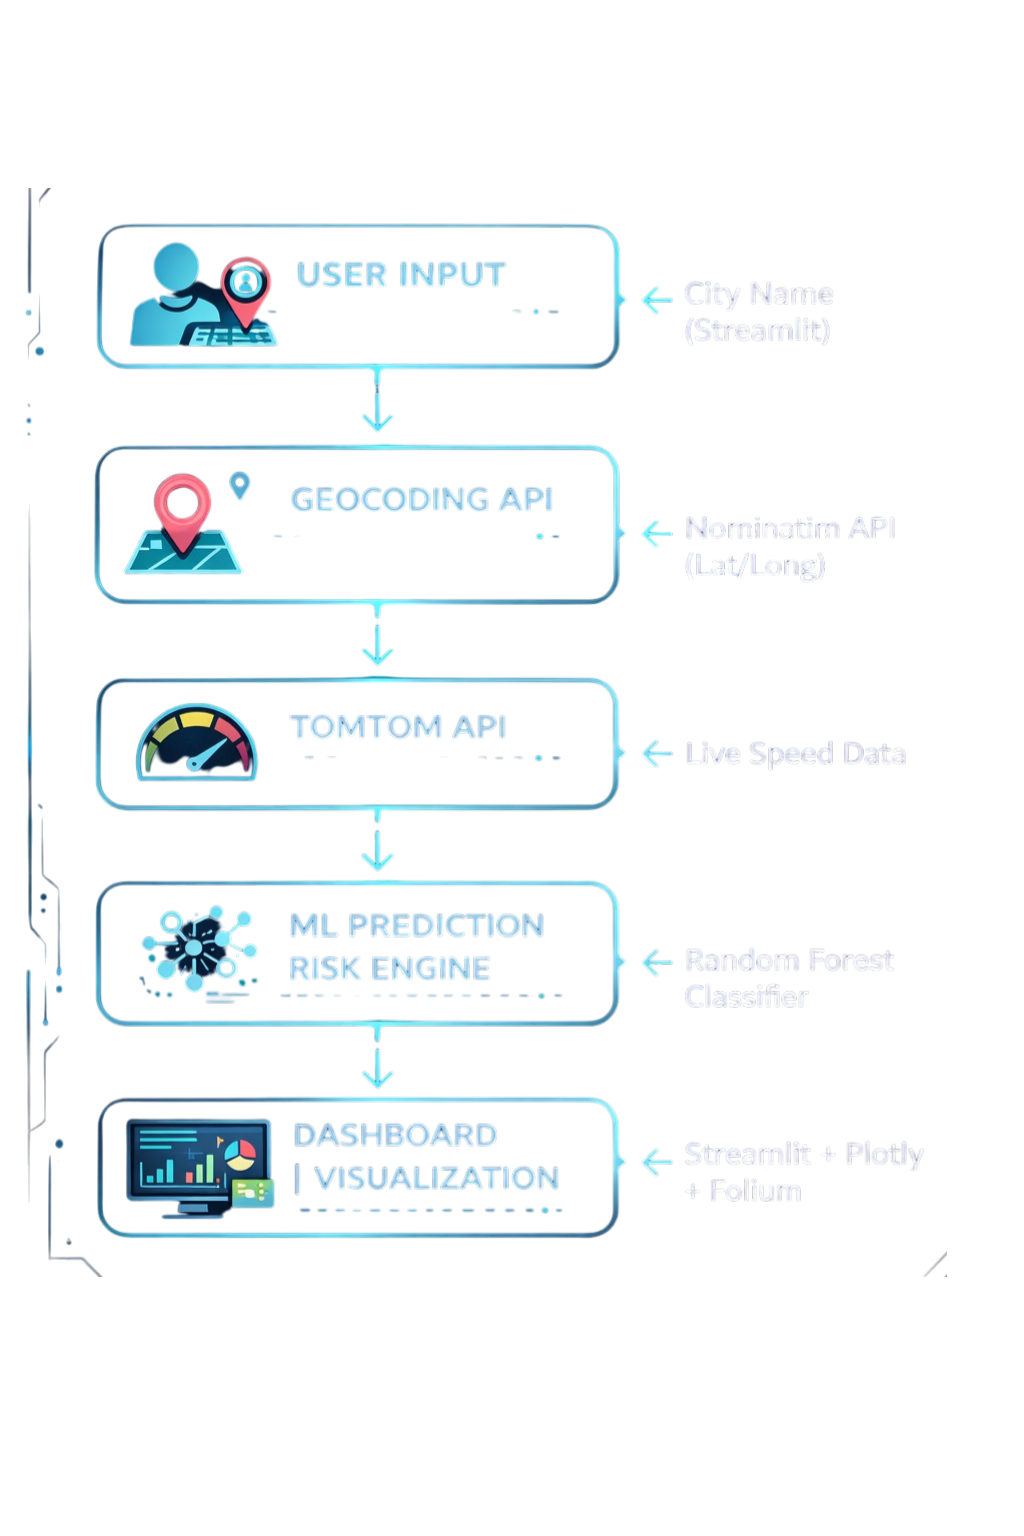 USER INPUT
City Name
(Streamlit)
GEOCODING API
Nominatim API
(Lat/Long)
TOMTOM API
Live Speed Data
ML PREDICTION
RISK ENGINE
Random Forest
Classifier
DASHBOARD
| VISUALIZATION
Streamlit + Plotly
+ Folium